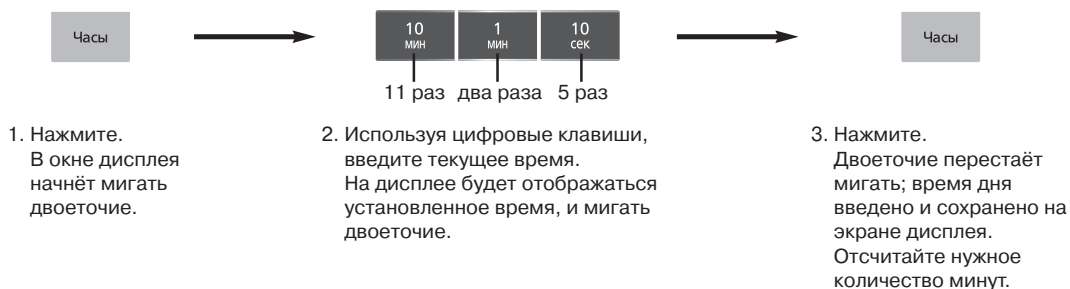 Часы
10
мин
1
мин
10
сек
Часы
11 раз два раза 5 раз
1. Нажмите.
В окне дисплея
начнёт мигать
двоеточие.
2. Используя цифровые клавиши,
введите текущее время.
На дисплее будет отображаться
установленное время, и мигать
двоеточие.
3. Нажмите.
Двоеточие перестаёт
мигать; время дня
введено и сохранено на
экране дисплея.
Отсчитайте нужное
количество минут.